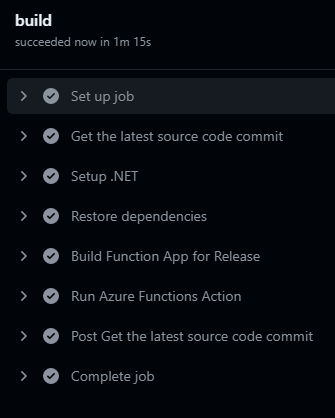 build
succeeded now in 1m 15s
Set up job
Get the latest source code commit
Setup .NET
Restore dependencies
Build Function App for Release
Run Azure Functions Action
Post Get the latest source code commit
Complete job